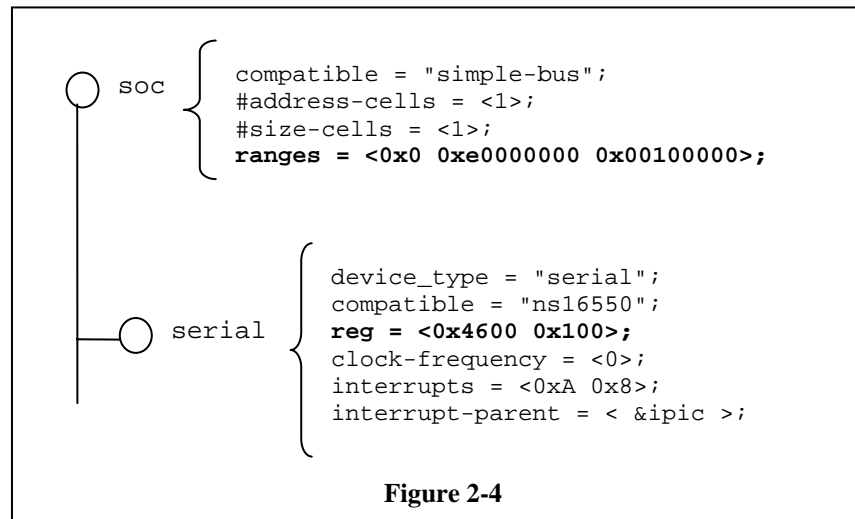 soc
compatible = "simple-bus";
#address-cells = <1>;
#size-cells = <1>;
ranges = <0x0 0xe0000000 0x00100000>;
serial
device_type = "serial";
compatible = "ns16550";
reg = <0x4600 0x100>;
clock-frequency = <0>;
interrupts = <0xA 0x8>;
interrupt-parent = < &ipic >;
Figure 2-4